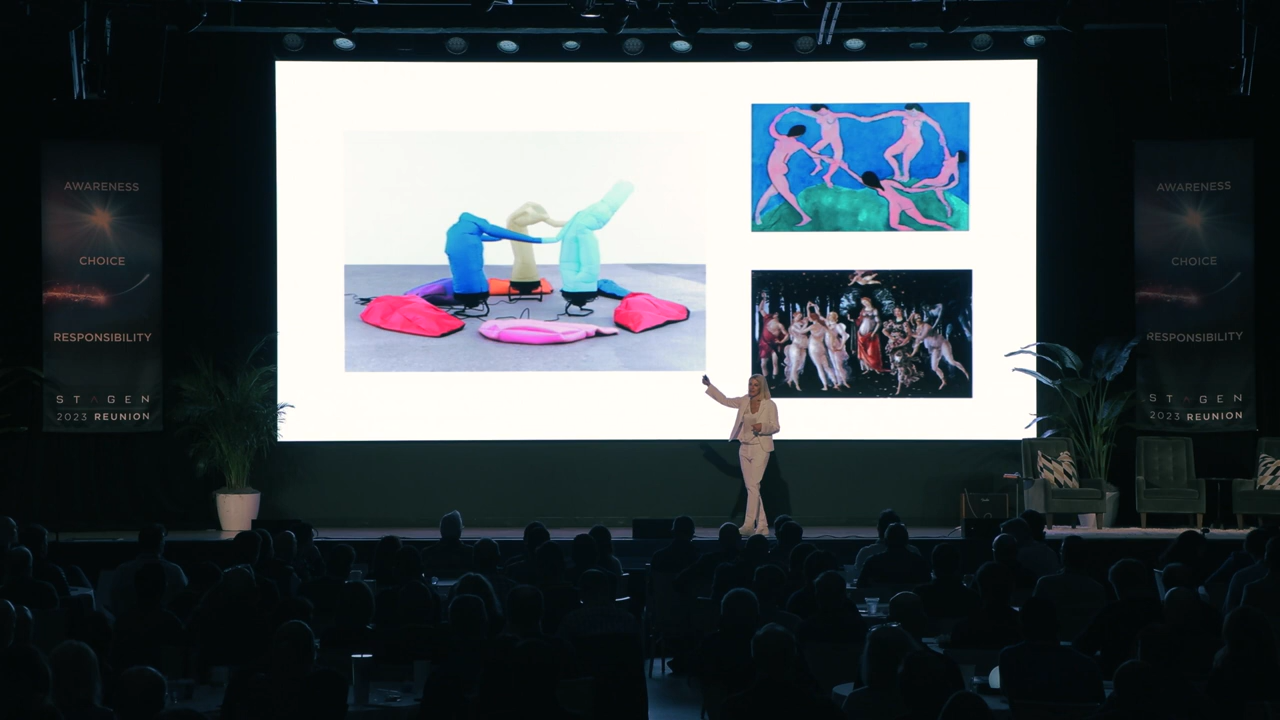 AWARENESS
CHOICE
RESPONSIBILITY
STAGEN
2023 REUNION
AWARENESS
CHOICE
RESPONSIBILITY
STAGEN
2023 REUNION